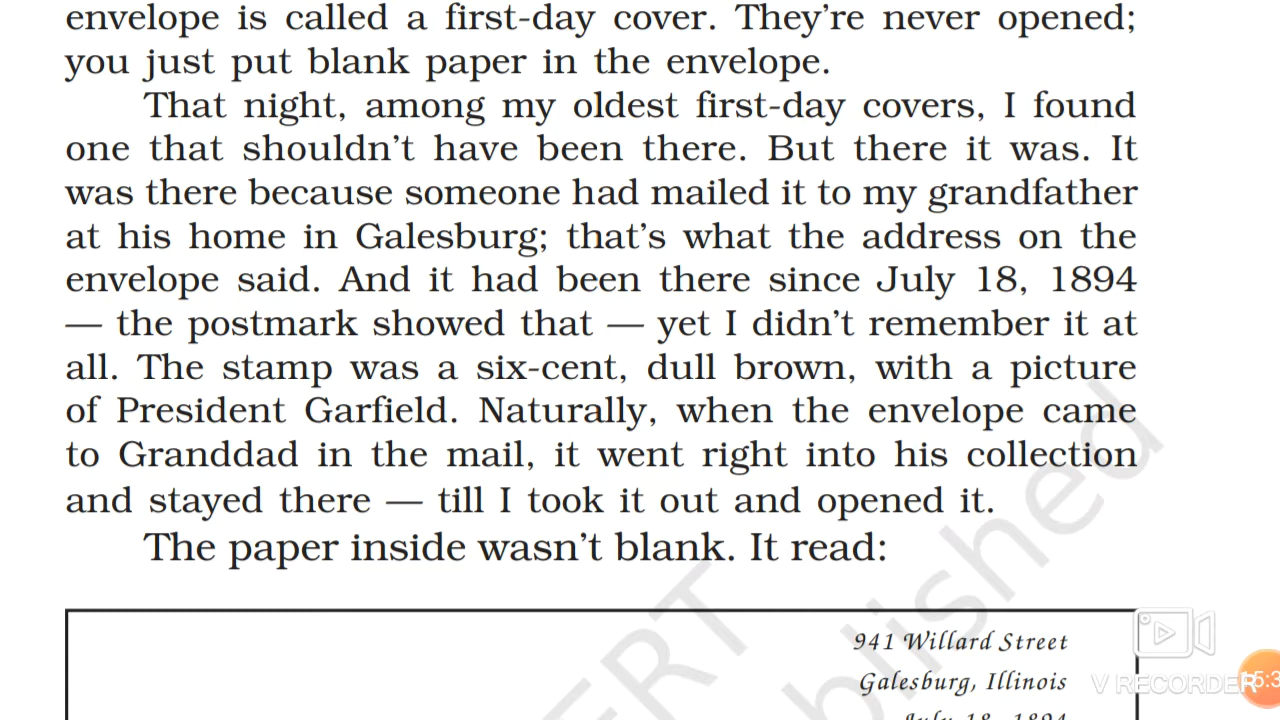 envelope is called a first-day cover. They're never opened;
you just put blank paper in the envelope.
That night, among my oldest first-day covers, I found
one that shouldn't have been there. But there it was. It
was there because someone had mailed it to my grandfather
at his home in Galesburg; that's what the address on the
envelope said. And it had been there since July 18, 1894
— the postmark showed that — yet I didn't remember it at
all. The stamp was a six-cent, dull brown, with a picture
of President Garfield. Naturally, when the envelope came
to Granddad in the mail, it went right into his collection
and stayed there — till I took it out and opened it.
The paper inside wasn't blank. It read:
941 Willard Street
Galesburg, Illinois
July 18, 1894
V RECORDER